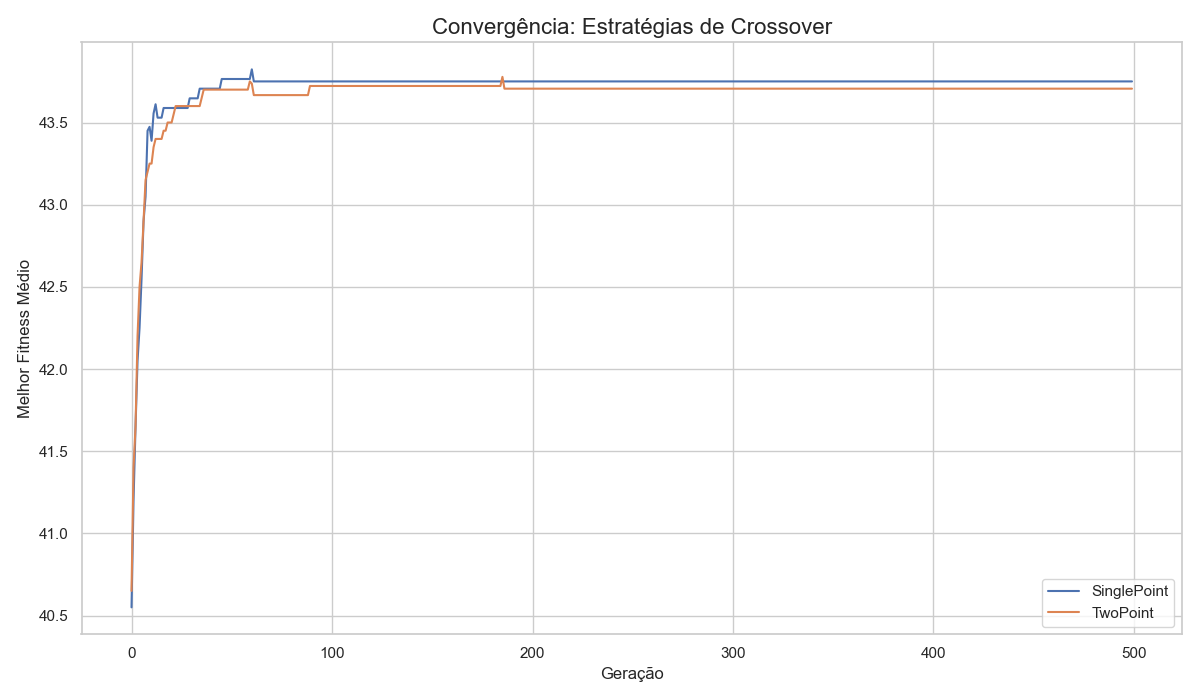 Convergência: Estratégias de Crossover
Melhor Fitness Médio
43.5
43.0
42.5
42.0
41.5
41.0
40.5
0
100
200
300
400
500
Geração
SinglePoint
TwoPoint